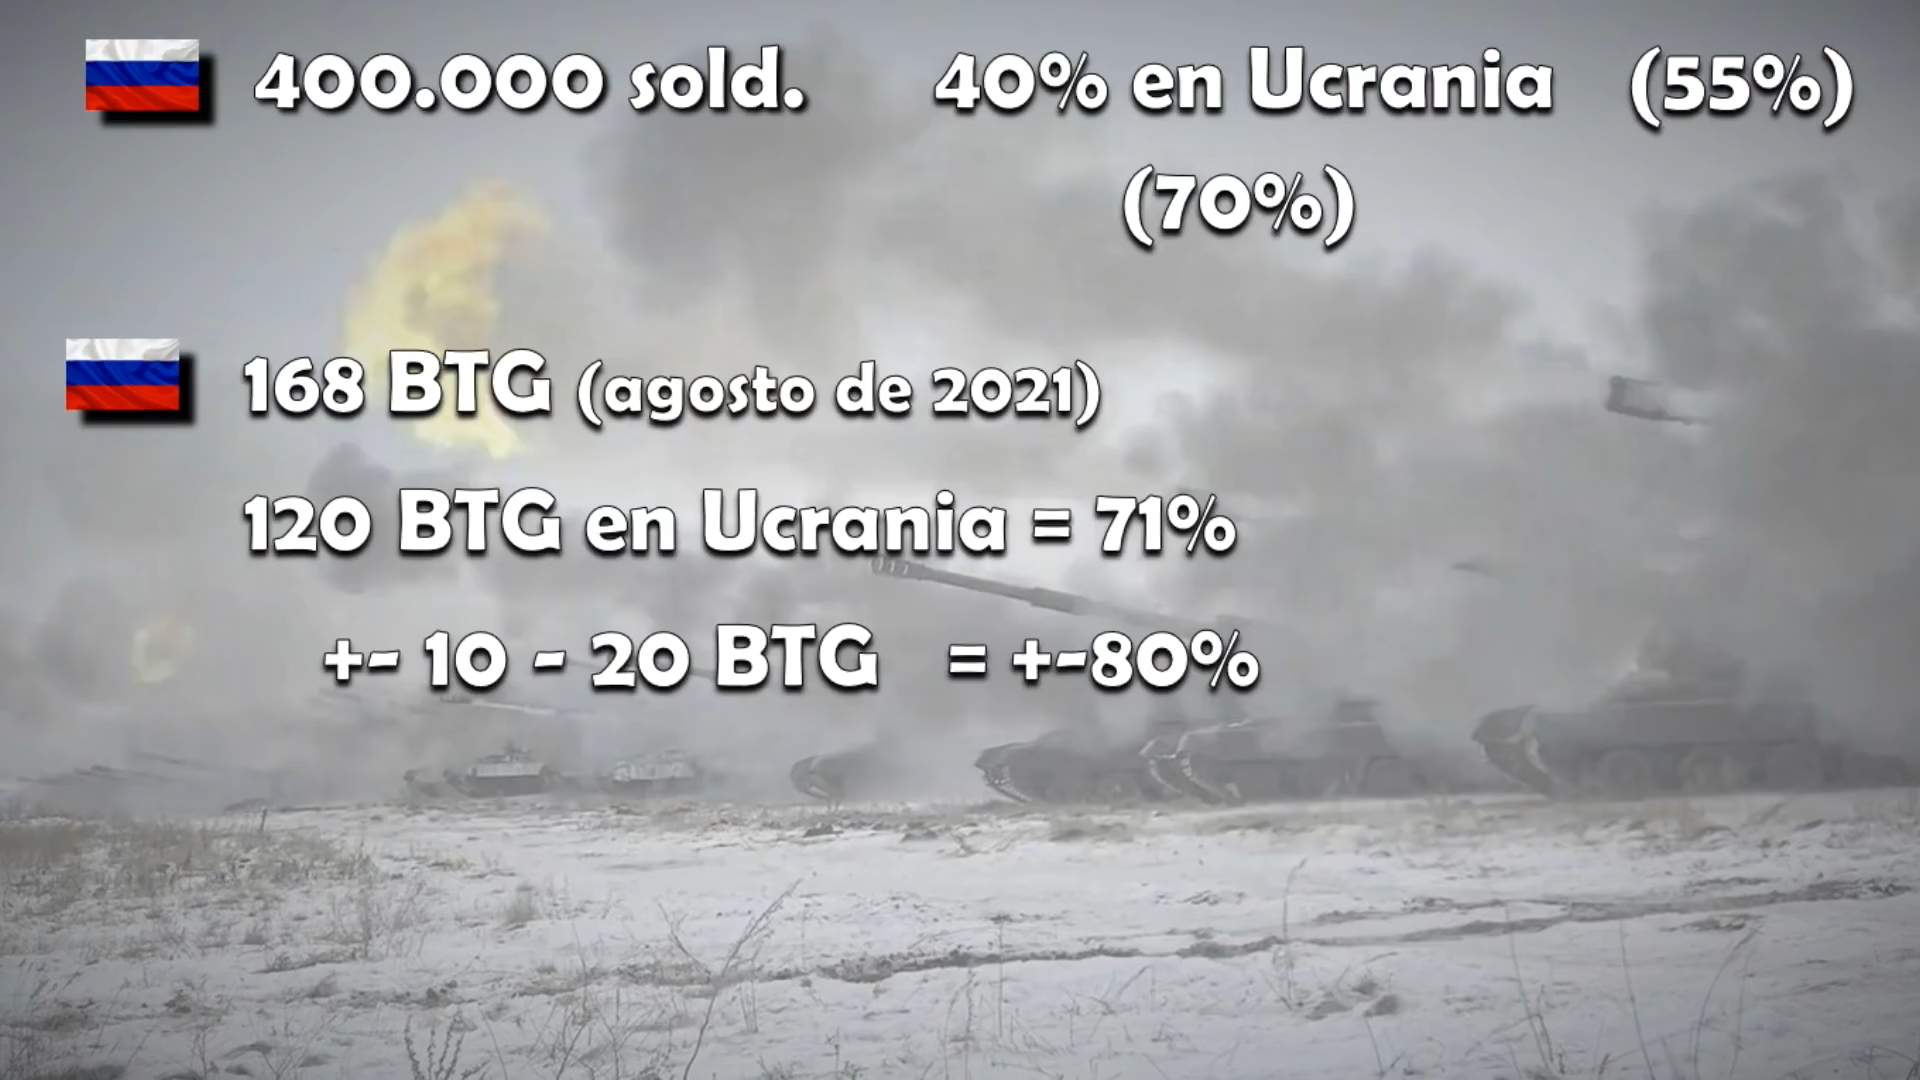 400.000 sold. 40% en Ucrania (55%)
(70%)
168 BTG (agosto de 2021)
120 BTG en Ucrania = 71%
+- 10 - 20 BTG = +-80%